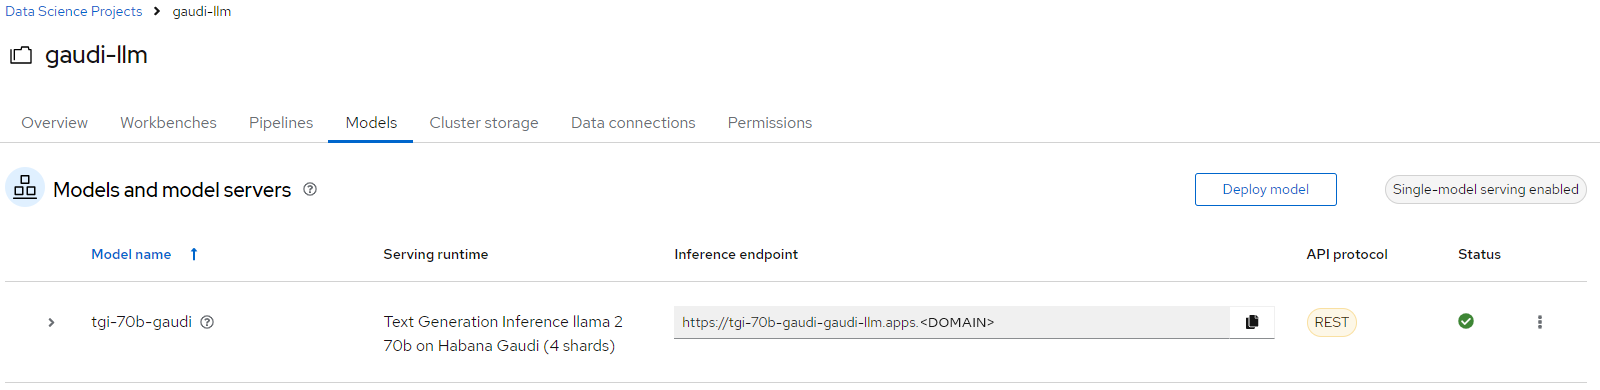 Data Science Projects > gaudi-llm
gaudi-llm
Overview Workbenches Pipelines Models Cluster storage Data connections Permissions
Models and model servers Deploy model Single-model serving enabled
Model name Serving runtime Inference endpoint API protocol Status
tgi-70b-gaudi Text Generation Inference llama 2 https://tgi-70b-gaudi-gaudi-llm.apps.<DOMAIN> REST
70b on Habana Gaudi (4 shards)